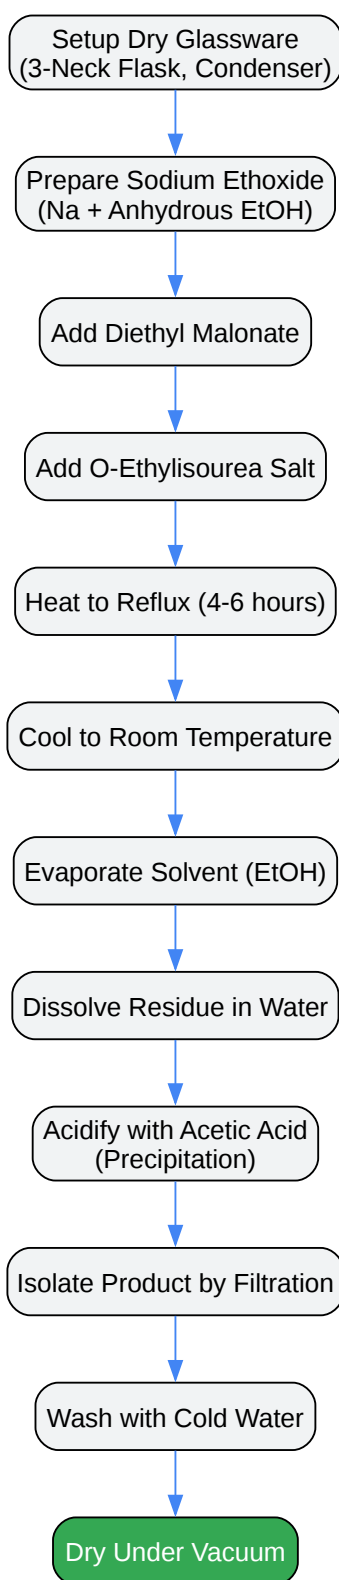 Setup Dry Glassware
(3-Neck Flask, Condenser)
Prepare Sodium Ethoxide
(Na + Anhydrous EtOH)
Add Diethyl Malonate
Add O-Ethylisourea Salt
Heat to Reflux (4-6 hours)
Cool to Room Temperature
Evaporate Solvent (EtOH)
Dissolve Residue in Water
Acidify with Acetic Acid
(Precipitation)
Isolate Product by Filtration
Wash with Cold Water
Dry Under Vacuum